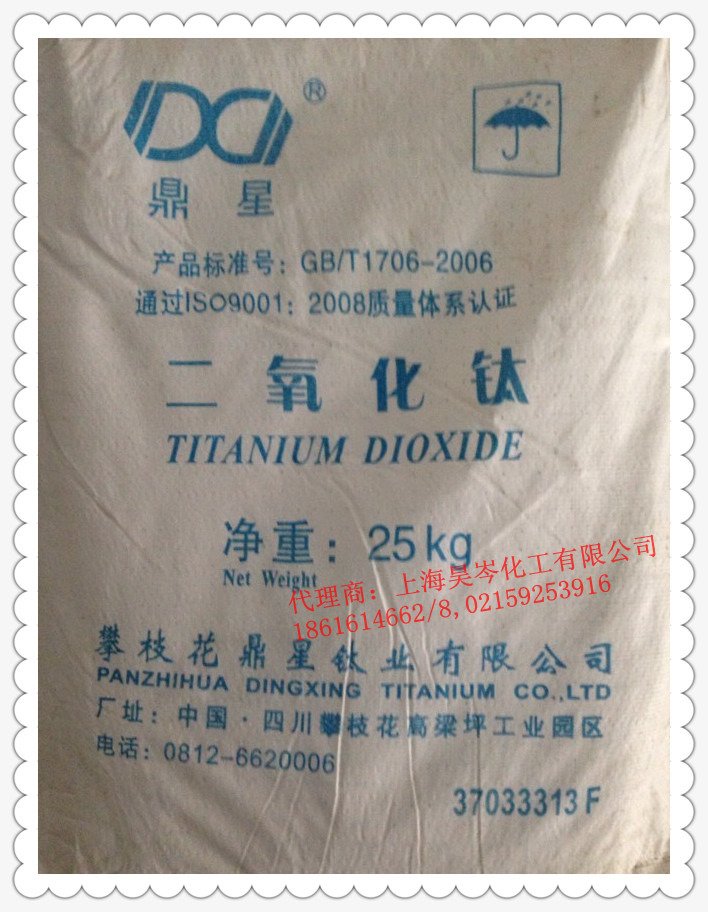 DX ®
鼎星
产品标准号：GB/T1706-2006
通过ISO9001：2008质量体系认证
二氧化钛
TITANIUM DIOXIDE
净重：25kg
Net Weight
代理商：上海昊岑化工有限公司
18616144662/8,02159253916
攀枝花鼎星钛业有限公司
PANZHIHUA DINGXING TITANIUM CO.,LTD
厂址：中国·四川攀枝花高梁坪工业园区
电话：0812-6620006
37033313F